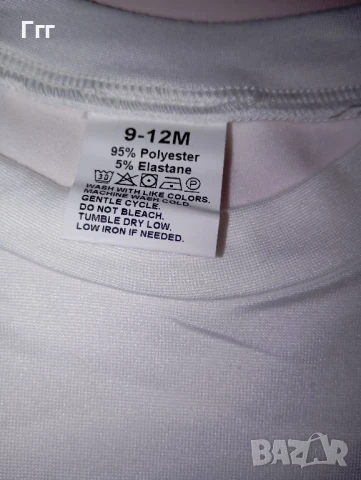 Ггг
9-12M
95% Polyester
5% Elastane
WASH WITH LIKE COLORS.
MACHINE WASH COLD.
GENTLE CYCLE.
DO NOT BLEACH.
TUMBLE DRY LOW.
LOW IRON IF NEEDED.
BAZAR